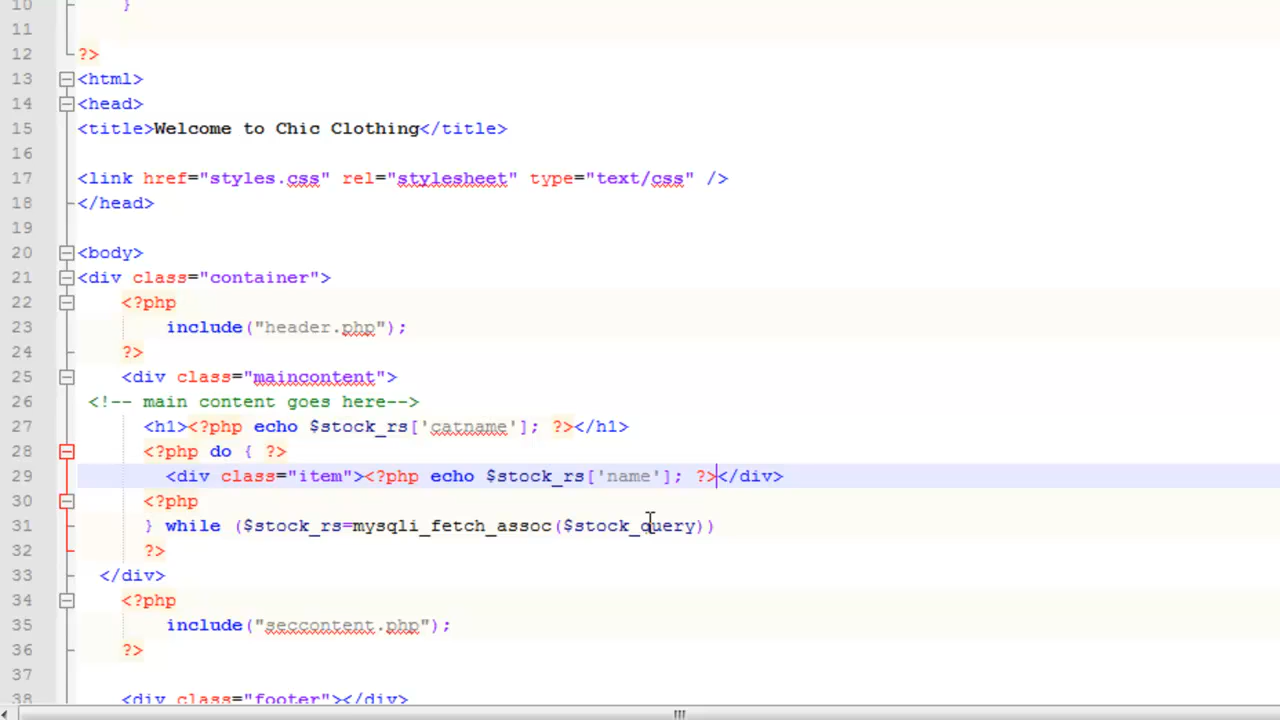 10 }
11
12 ?>
13 <html>
14 <head>
15 <title>Welcome to Chic Clothing</title>
16
17 <link href="styles.css" rel="stylesheet" type="text/css" />
18 </head>
19
20 <body>
21 <div class="container">
22 <?php
23 include("header.php");
24 ?>
25 <div class="maincontent">
26 <!-- main content goes here-->
27 <h1><?php echo $stock_rs['catname']; ?></h1>
28 <?php do { ?>
29 <div class="item"><?php echo $stock_rs['name']; ?></div>
30 <?php
31 } while ($stock_rs=mysqli_fetch_assoc($stock_query))
32 ?>
33 </div>
34 <?php
35 include("seccontent.php");
36 ?>
37
38 <div class="footer"></div>